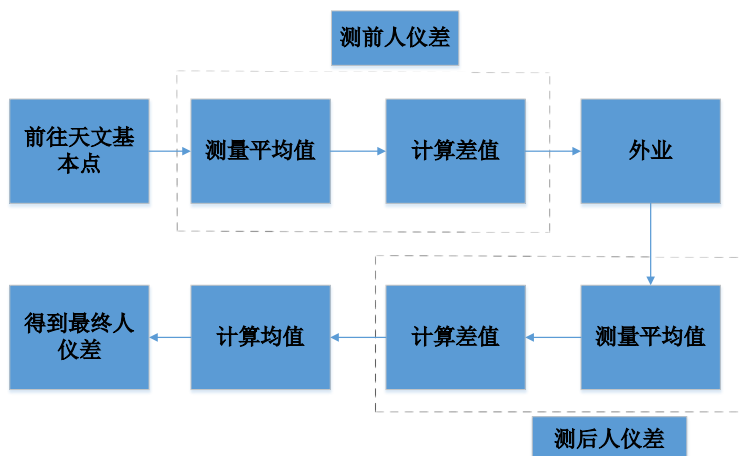 测前人仪差
前往天文基
本点
测量平均值
计算差值
外业
得到最终人
仪差
计算均值
计算差值
测量平均值
测后人仪差